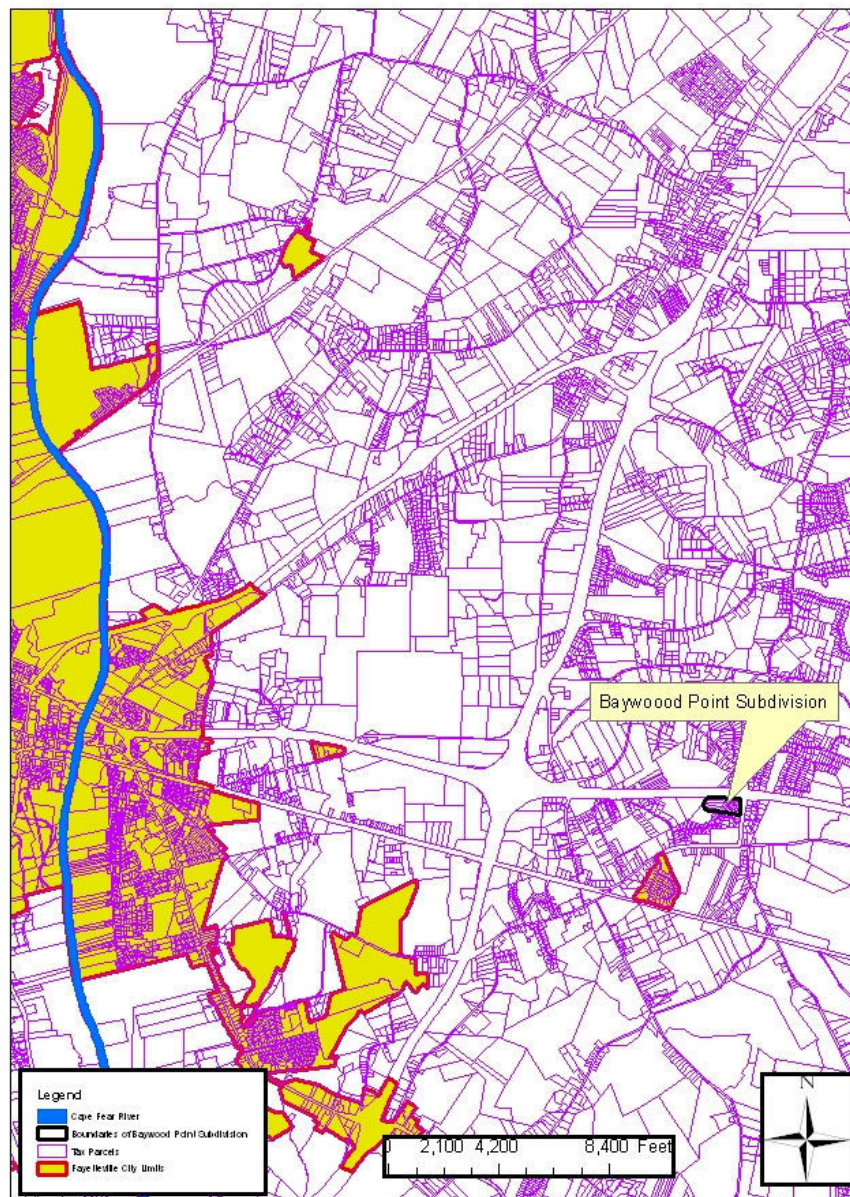 Baywoood Point Subdivision
Legend
Cape Fear River
Boundaries of Baywood Point Subdivision
Tax Parcels
Fayetteville City Limits
0 2,100 4,200 8,400 Feet
N